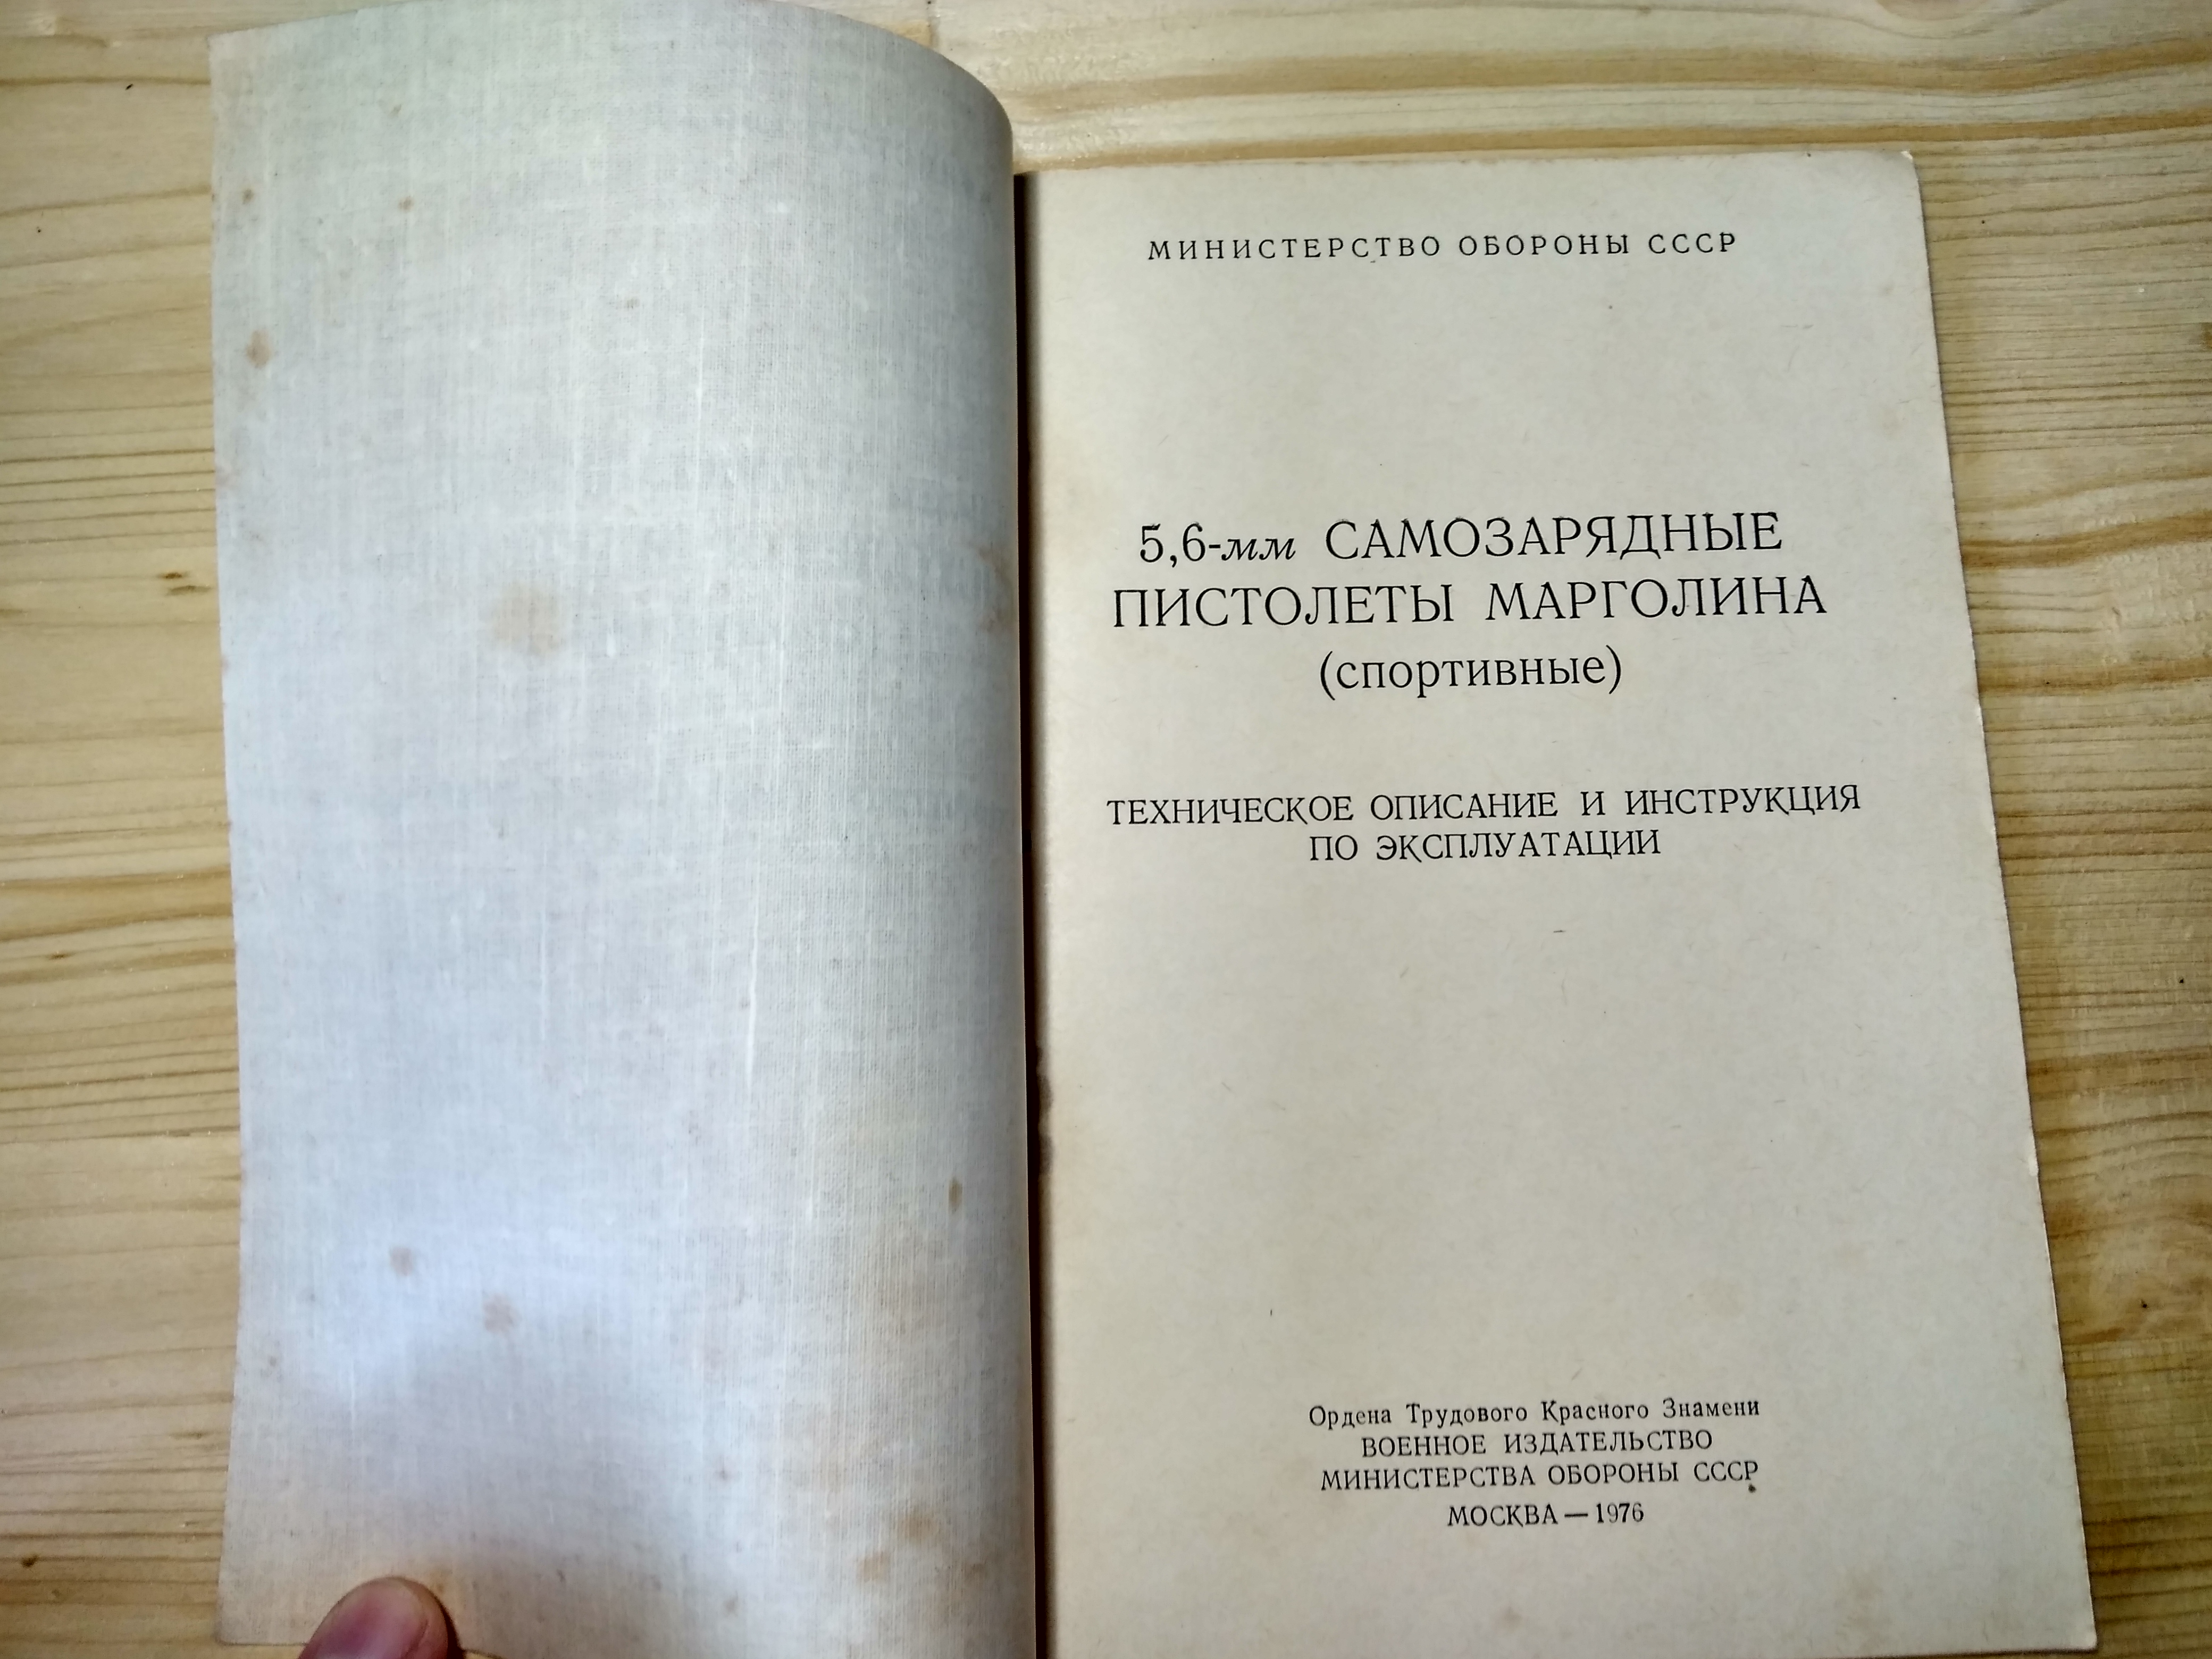 МИНИСТЕРСТВО ОБОРОНЫ СССР
5,6-мм САМОЗАРЯДНЫЕ
ПИСТОЛЕТЫ МАРГОЛИНА
(спортивные)
ТЕХНИЧЕСКОЕ ОПИСАНИЕ И ИНСТРУКЦИЯ
ПО ЭКСПЛУАТАЦИИ
Ордена Трудового Красного Знамени
ВОЕННОЕ ИЗДАТЕЛЬСТВО
МИНИСТЕРСТВА ОБОРОНЫ СССР
МОСКВА — 1976